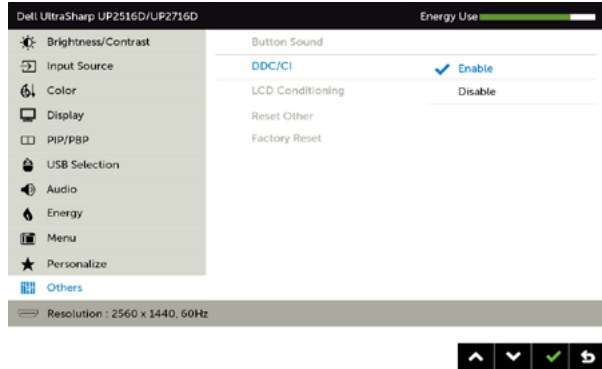 Dell UltraSharp UP2516D/UP2716D Energy Use
Brightness/Contrast Button Sound
Input Source DDC/CI Enable
Color LCD Conditioning Disable
Display Reset Other
PIP/PBP Factory Reset
USB Selection
Audio
Energy
Menu
Personalize
Others
Resolution : 2560 x 1440, 60Hz